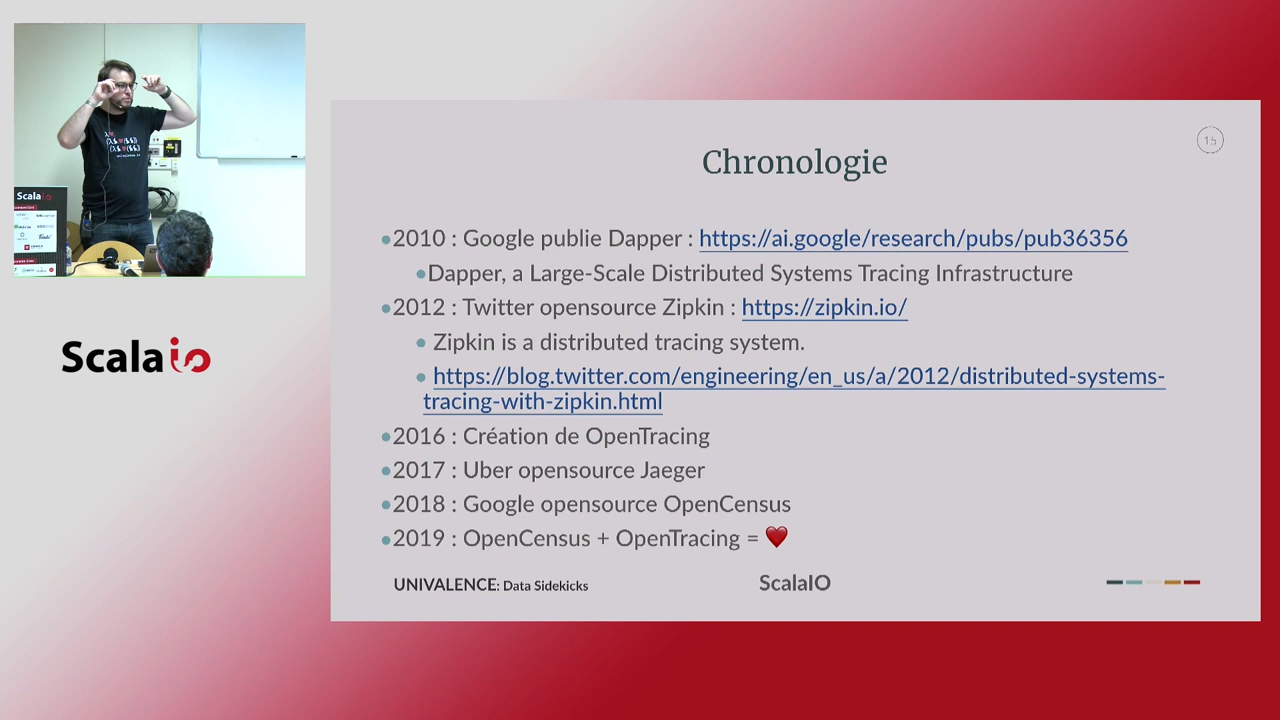 Scalaio
Scalaio
15
Chronologie
•2010 : Google publie Dapper : https://ai.google/research/pubs/pub36356
•Dapper, a Large-Scale Distributed Systems Tracing Infrastructure
•2012 : Twitter opensource Zipkin : https://zipkin.io/
• Zipkin is a distributed tracing system.
• https://blog.twitter.com/engineering/en_us/a/2012/distributed-systems-
tracing-with-zipkin.html
•2016 : Création de OpenTracing
•2017 : Uber opensource Jaeger
•2018 : Google opensource OpenCensus
•2019 : OpenCensus + OpenTracing = ❤️
UNIVALENCE: Data Sidekicks
ScalaIO